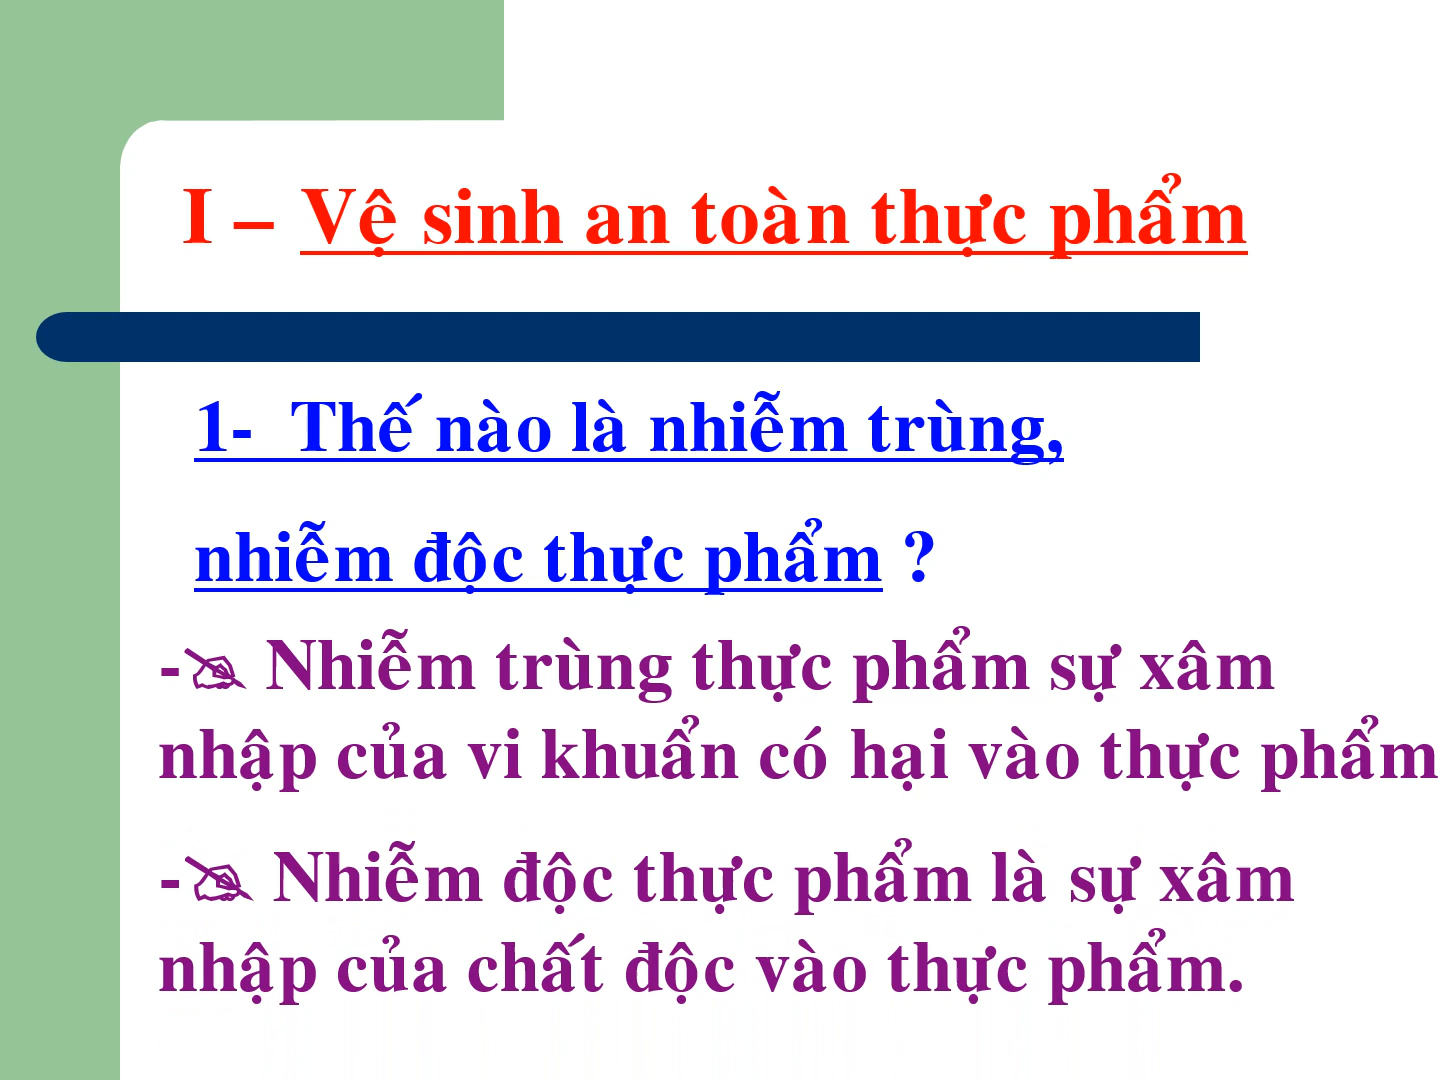 I – Vệ sinh an toàn thực phẩm
1- Thế nào là nhiễm trùng,
nhiễm độc thực phẩm ?
-✍ Nhiễm trùng thực phẩm sự xâm
nhập của vi khuẩn có hại vào thực phẩm
-✍ Nhiễm độc thực phẩm là sự xâm
nhập của chất độc vào thực phẩm.